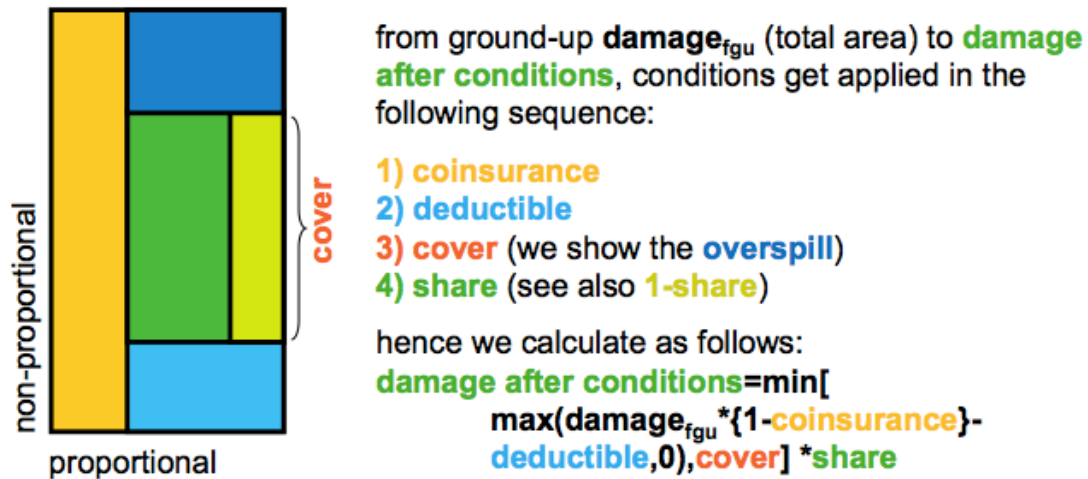 non-proportional
proportional
cover
from ground-up damagefgu (total area) to damage
after conditions, conditions get applied in the
following sequence:
1) coinsurance
2) deductible
3) cover (we show the overspill)
4) share (see also 1-share)
hence we calculate as follows:
damage after conditions=min[
max(damagefgu*{1-coinsurance}-
deductible,0),cover] *share